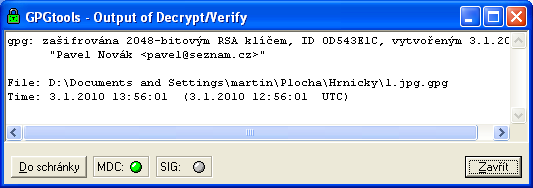 GPGtools - Output of Decrypt/Verify
gpg: zašifrována 2048-bitovým RSA klíčem, ID 0D543E1C, vytvořeným 3.1.20
"Pavel Novák <pavel@seznam.cz>"
File: D:\Documents and Settings\martin\Plocha\Hrnicky\1.jpg.gpg
Time: 3.1.2010 13:56:01 (3.1.2010 12:56:01 UTC)
Do schránky MDC: SIG: Zavřít